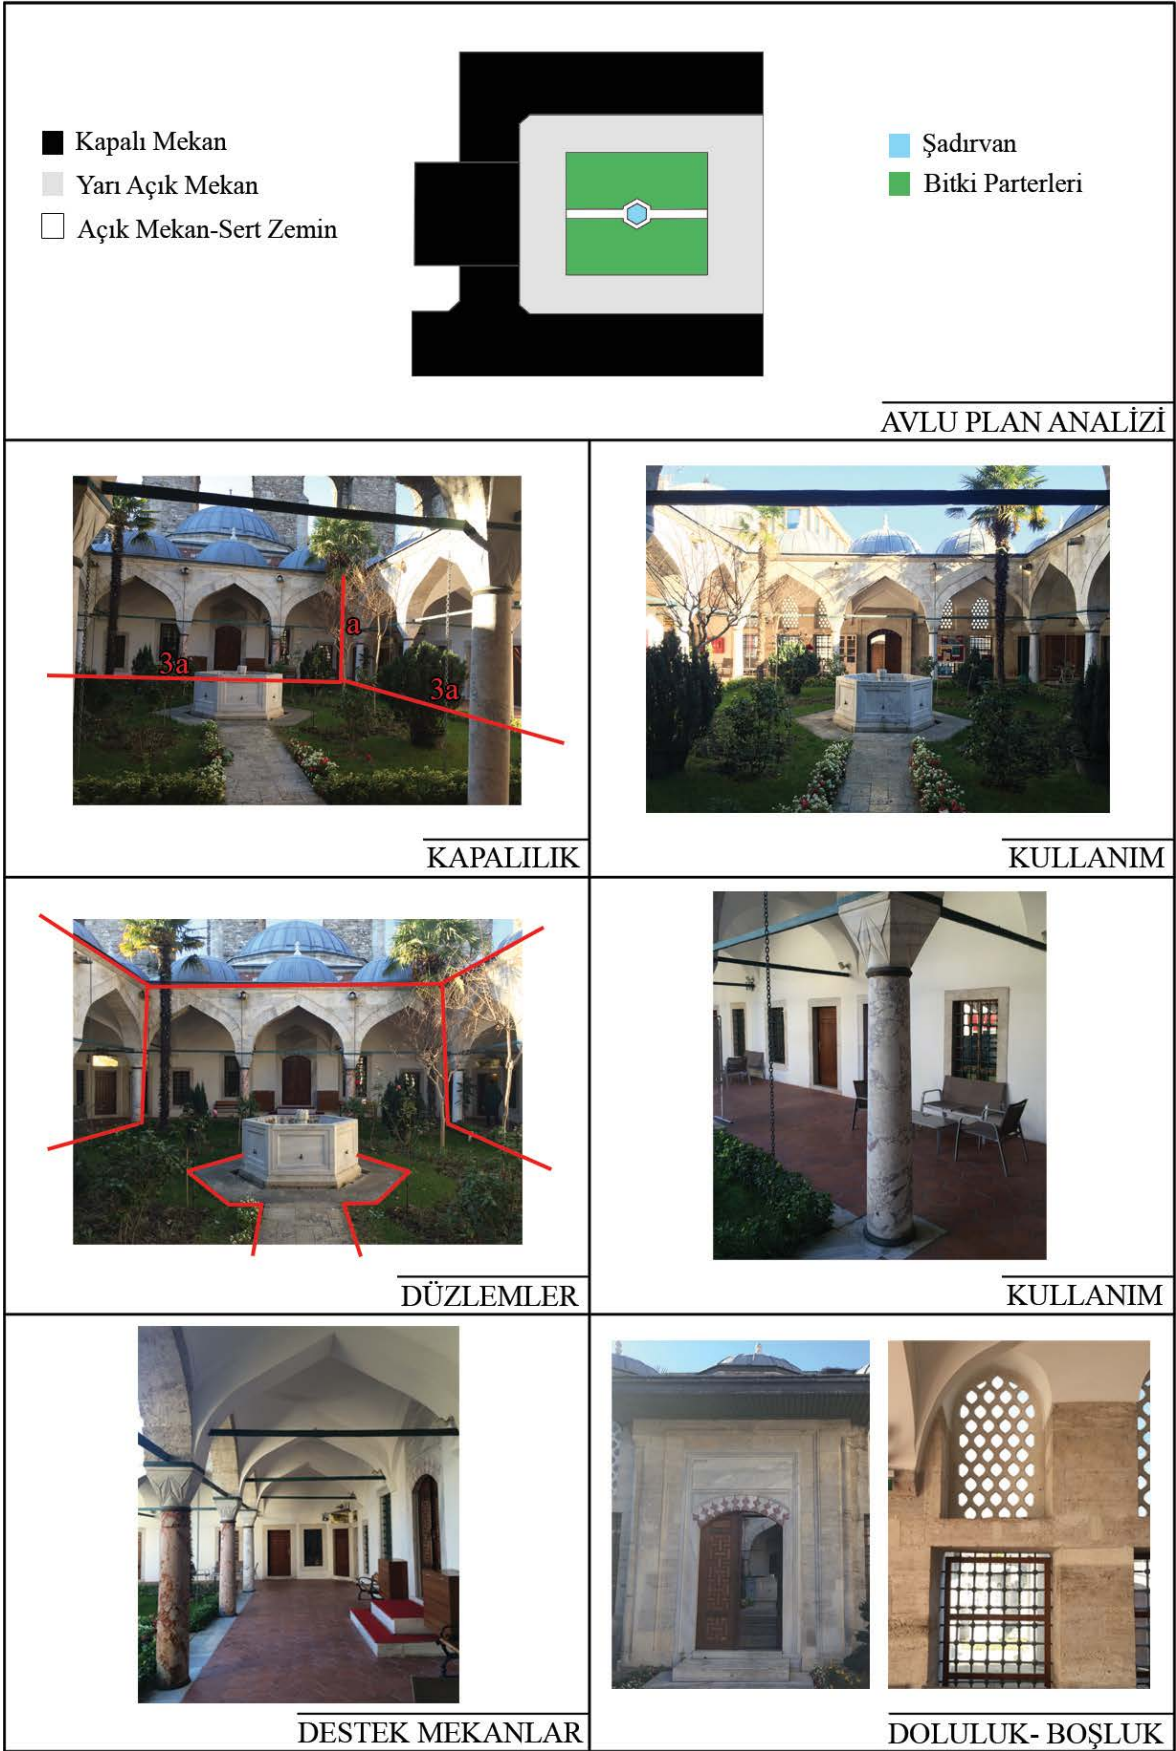 Kapalı Mekan
Yarı Açık Mekan
Açık Mekan-Sert Zemin
Şadırvan
Bitki Parterleri
AVLU PLAN ANALİZİ
3a
a
3a
KAPALILIK
KULLANIM
DÜZLEMLER
KULLANIM
DESTEK MEKANLAR
DOLULUK- BOŞLUK